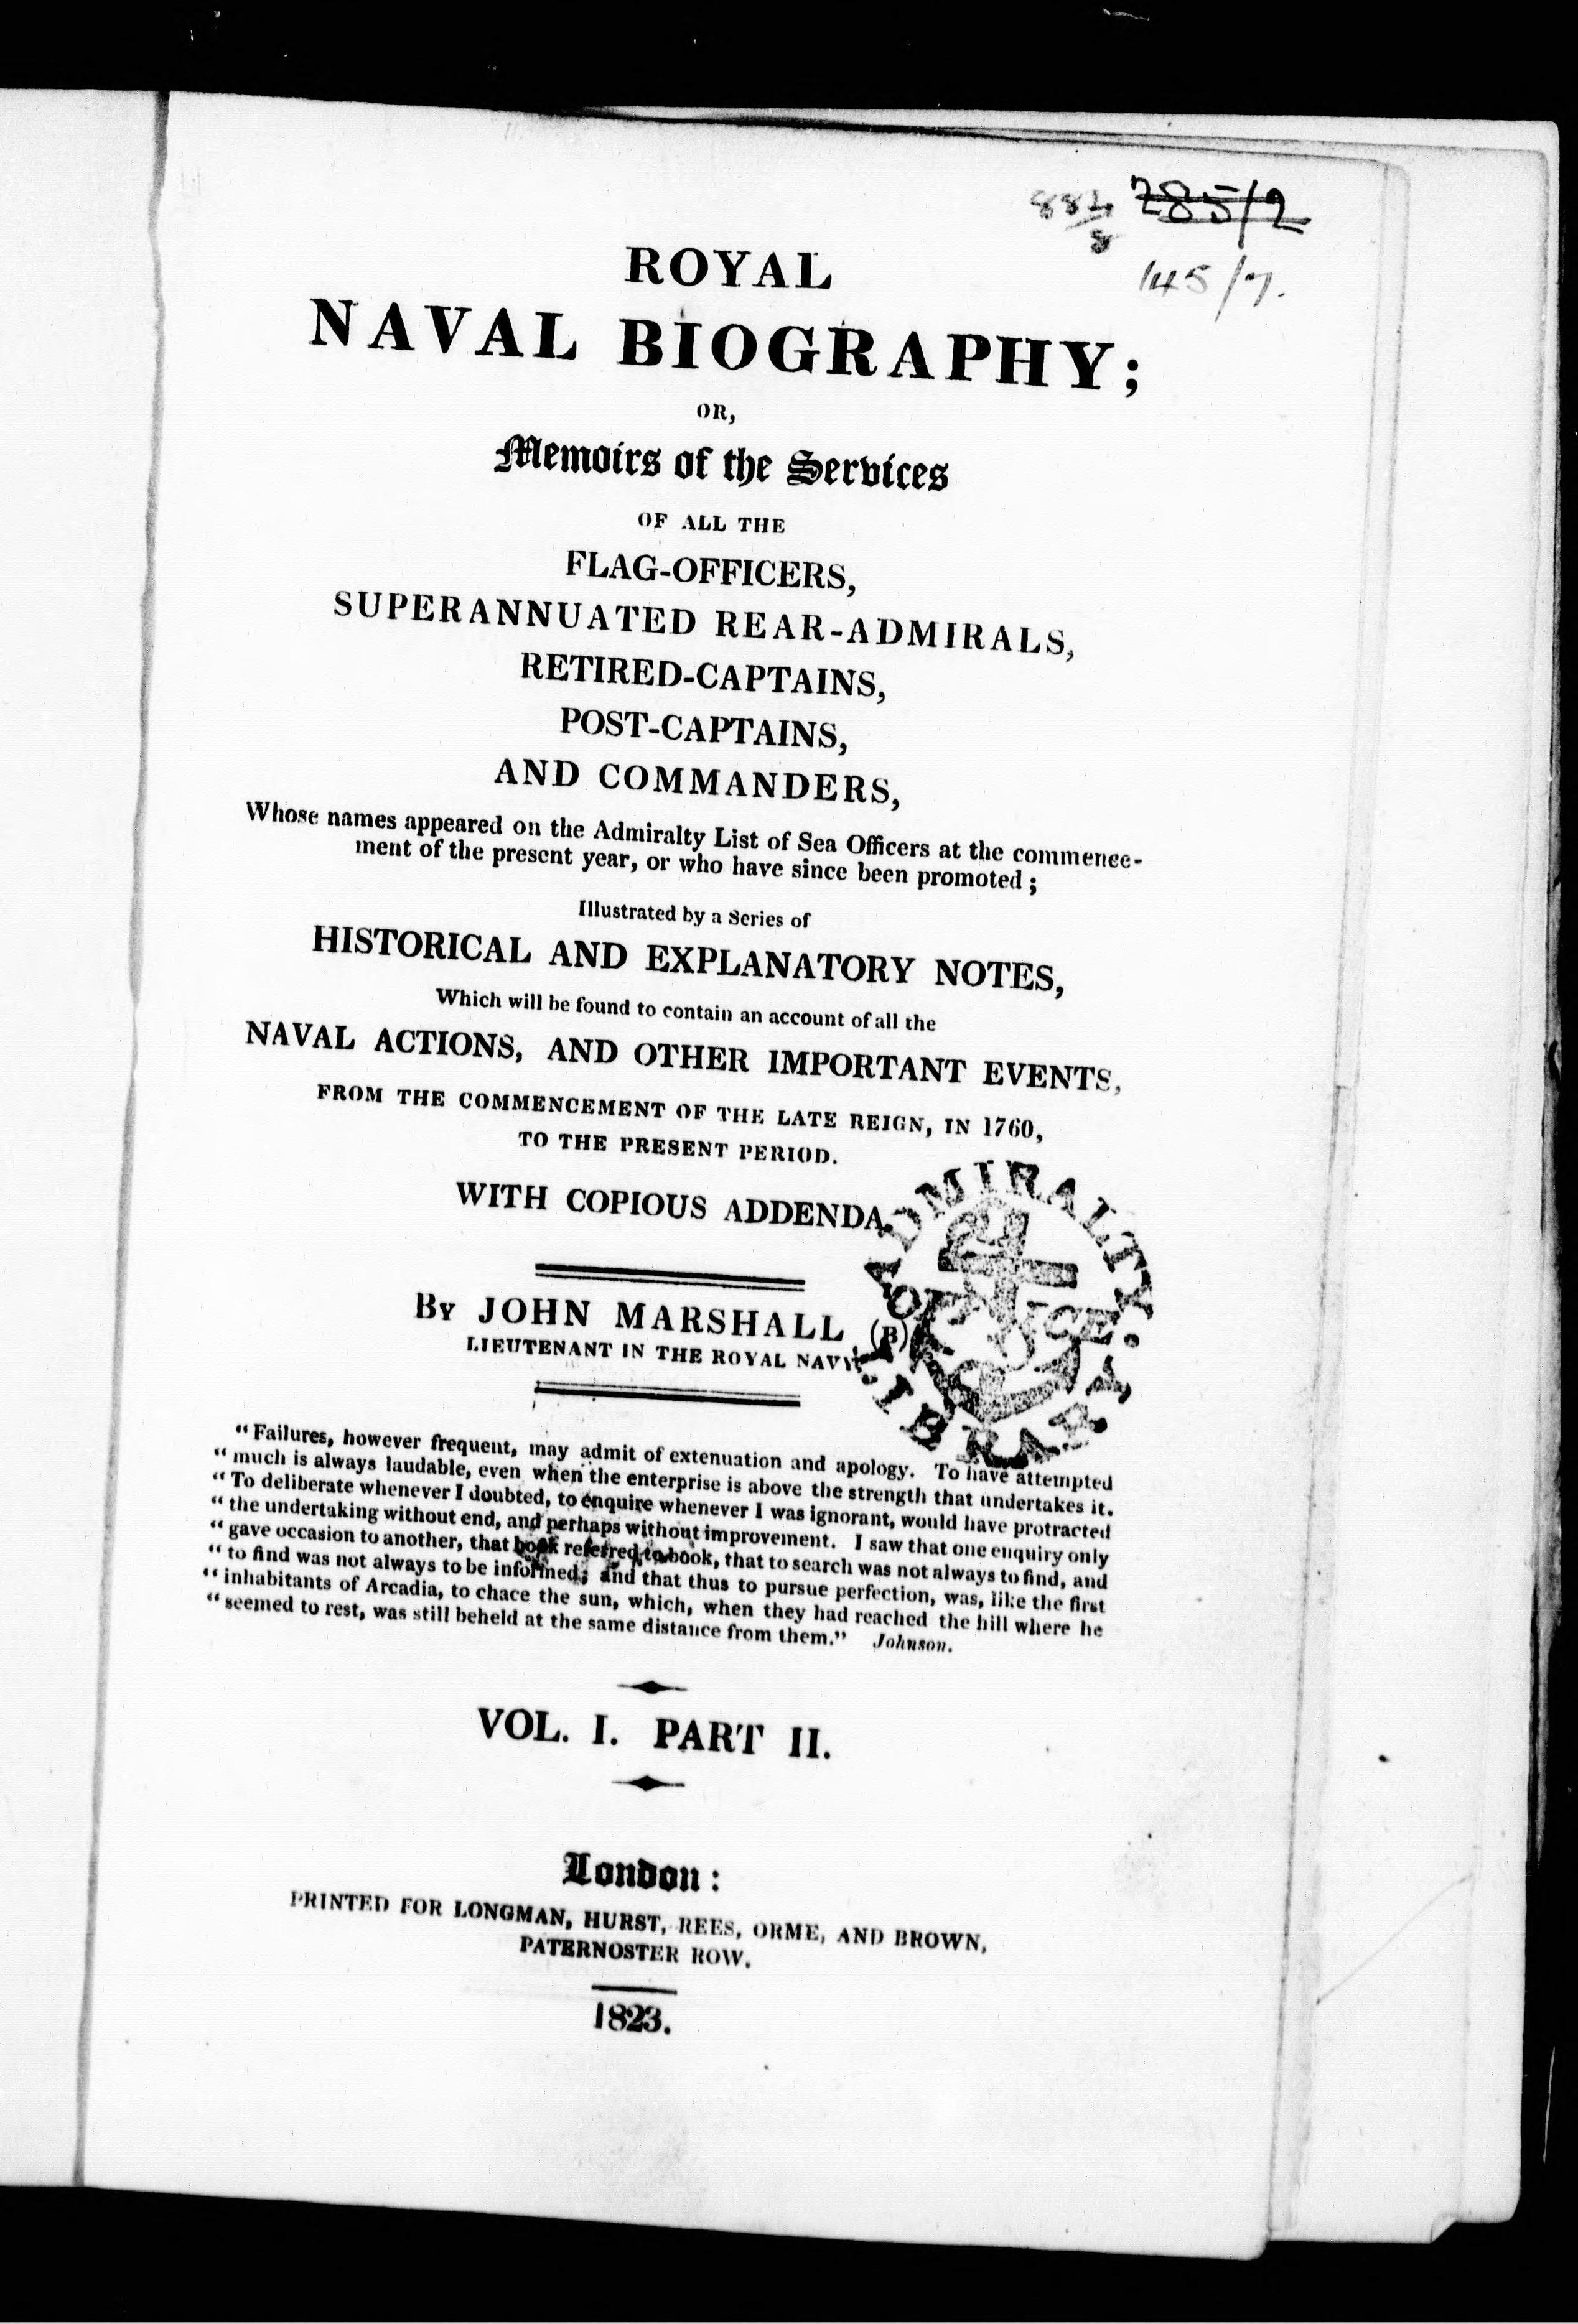 88½/8 285/2
145/7.
ROYAL
NAVAL BIOGRAPHY;
OR,
Memoirs of the Services
OF ALL THE
FLAG-OFFICERS,
SUPERANNUATED REAR-ADMIRALS,
RETIRED-CAPTAINS,
POST-CAPTAINS,
AND COMMANDERS,
Whose names appeared on the Admiralty List of Sea Officers at the commence-
ment of the present year, or who have since been promoted;
Illustrated by a Series of
HISTORICAL AND EXPLANATORY NOTES,
Which will be found to contain an account of all the
NAVAL ACTIONS, AND OTHER IMPORTANT EVENTS,
FROM THE COMMENCEMENT OF THE LATE REIGN, IN 1760,
TO THE PRESENT PERIOD.
WITH COPIOUS ADDENDA.
ADMIRALTY.
OFFICE
LIBRARY.
By JOHN MARSHALL (B)
LIEUTENANT IN THE ROYAL NAVY.
"Failures, however frequent, may admit of extenuation and apology. To have attempted
"much is always laudable, even when the enterprise is above the strength that undertakes it.
"To deliberate whenever I doubted, to enquire whenever I was ignorant, would have protracted
"the undertaking without end, and perhaps without improvement. I saw that one enquiry only
"gave occasion to another, that book referred to book, that to search was not always to find, and
"to find was not always to be informed; and that thus to pursue perfection, was, like the first
"inhabitants of Arcadia, to chace the sun, which, when they had reached the hill where he
"seemed to rest, was still beheld at the same distance from them." Johnson.
VOL. I. PART II.
London:
PRINTED FOR LONGMAN, HURST, REES, ORME, AND BROWN,
PATERNOSTER ROW.
1823.